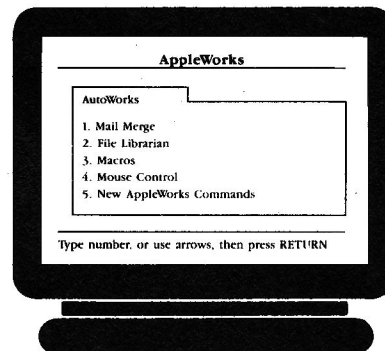 AppleWorks
AutoWorks
1. Mail Merge
2. File Librarian
3. Macros
4. Mouse Control
5. New AppleWorks Commands
Type number, or use arrows, then press RETURN